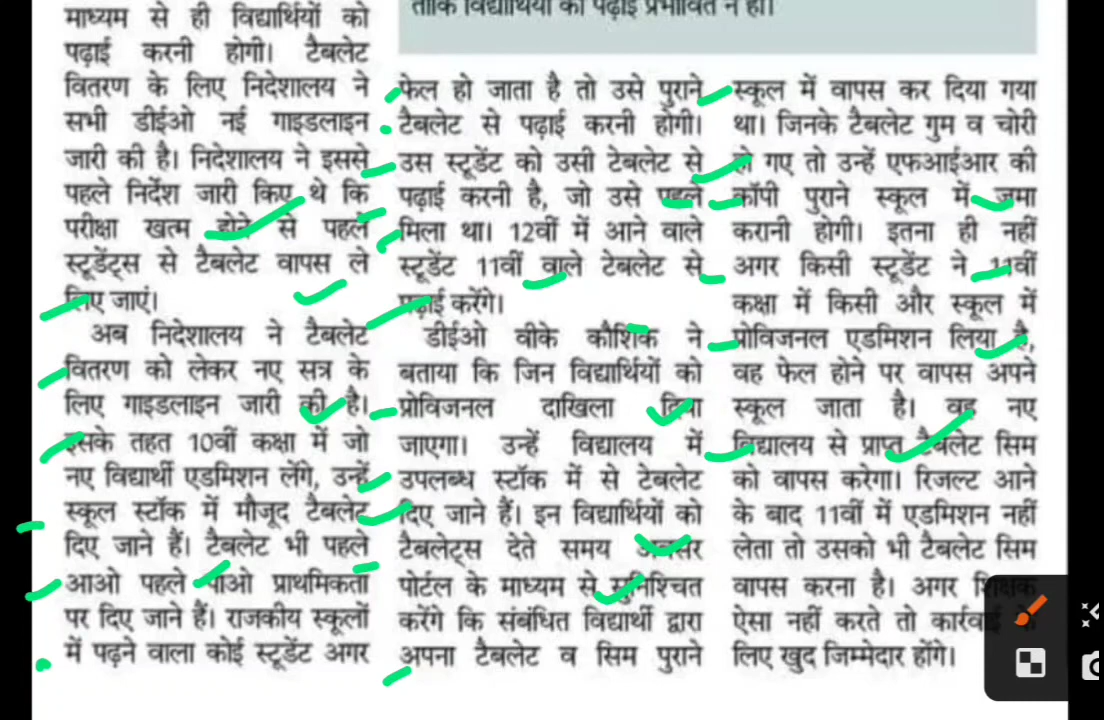 माध्यम से ही विद्यार्थियों को
पढ़ाई करनी होगी। टैबलेट
वितरण के लिए निदेशालय ने
सभी डीईओ नई गाइडलाइन
जारी की है। निदेशालय ने इससे
पहले निर्देश जारी किए थे कि
परीक्षा खत्म होने से पहले
स्टूडेंट्स से टैबलेट वापस ले
लिए जाएं।
अब निदेशालय ने टैबलेट
वितरण को लेकर नए सत्र के
लिए गाइडलाइन जारी की है।
इसके तहत 10वीं कक्षा में जो
नए विद्यार्थी एडमिशन लेंगे, उन्हें
स्कूल स्टॉक में मौजूद टैबलेट
दिए जाने हैं। टैबलेट भी पहले
आओ पहले पाओ प्राथमिकता
पर दिए जाने हैं। राजकीय स्कूलों
में पढ़ने वाला कोई स्टूडेंट अगर
ताकि विद्यार्थियों की पढ़ाई प्रभावित न हो।
फेल हो जाता है तो उसे पुराने
टैबलेट से पढ़ाई करनी होगी।
उस स्टूडेंट को उसी टेबलेट से
पढ़ाई करनी है, जो उसे पहले
मिला था। 12वीं में आने वाले
स्टूडेंट 11वीं वाले टेबलेट से
पढ़ाई करेंगे।
डीईओ वीके कौशिक ने
बताया कि जिन विद्यार्थियों को
प्रोविजनल दाखिला दिया
जाएगा। उन्हें विद्यालय में
उपलब्ध स्टॉक में से टेबलेट
दिए जाने हैं। इन विद्यार्थियों को
टैबलेट्स देते समय अवसर
पोर्टल के माध्यम से सुनिश्चित
करेंगे कि संबंधित विद्यार्थी द्वारा
अपना टैबलेट व सिम पुराने
स्कूल में वापस कर दिया गया
था। जिनके टैबलेट गुम व चोरी
हो गए तो उन्हें एफआईआर की
कॉपी पुराने स्कूल में जमा
करानी होगी। इतना ही नहीं
अगर किसी स्टूडेंट ने 11वीं
कक्षा में किसी और स्कूल में
प्रोविजनल एडमिशन लिया है,
वह फेल होने पर वापस अपने
स्कूल जाता है। वह नए
विद्यालय से प्राप्त टैबलेट सिम
को वापस करेगा। रिजल्ट आने
के बाद 11वीं में एडमिशन नहीं
लेता तो उसको भी टैबलेट सिम
वापस करना है। अगर शिक्षक
ऐसा नहीं करते तो कार्रवाई के
लिए खुद जिम्मेदार होंगे।